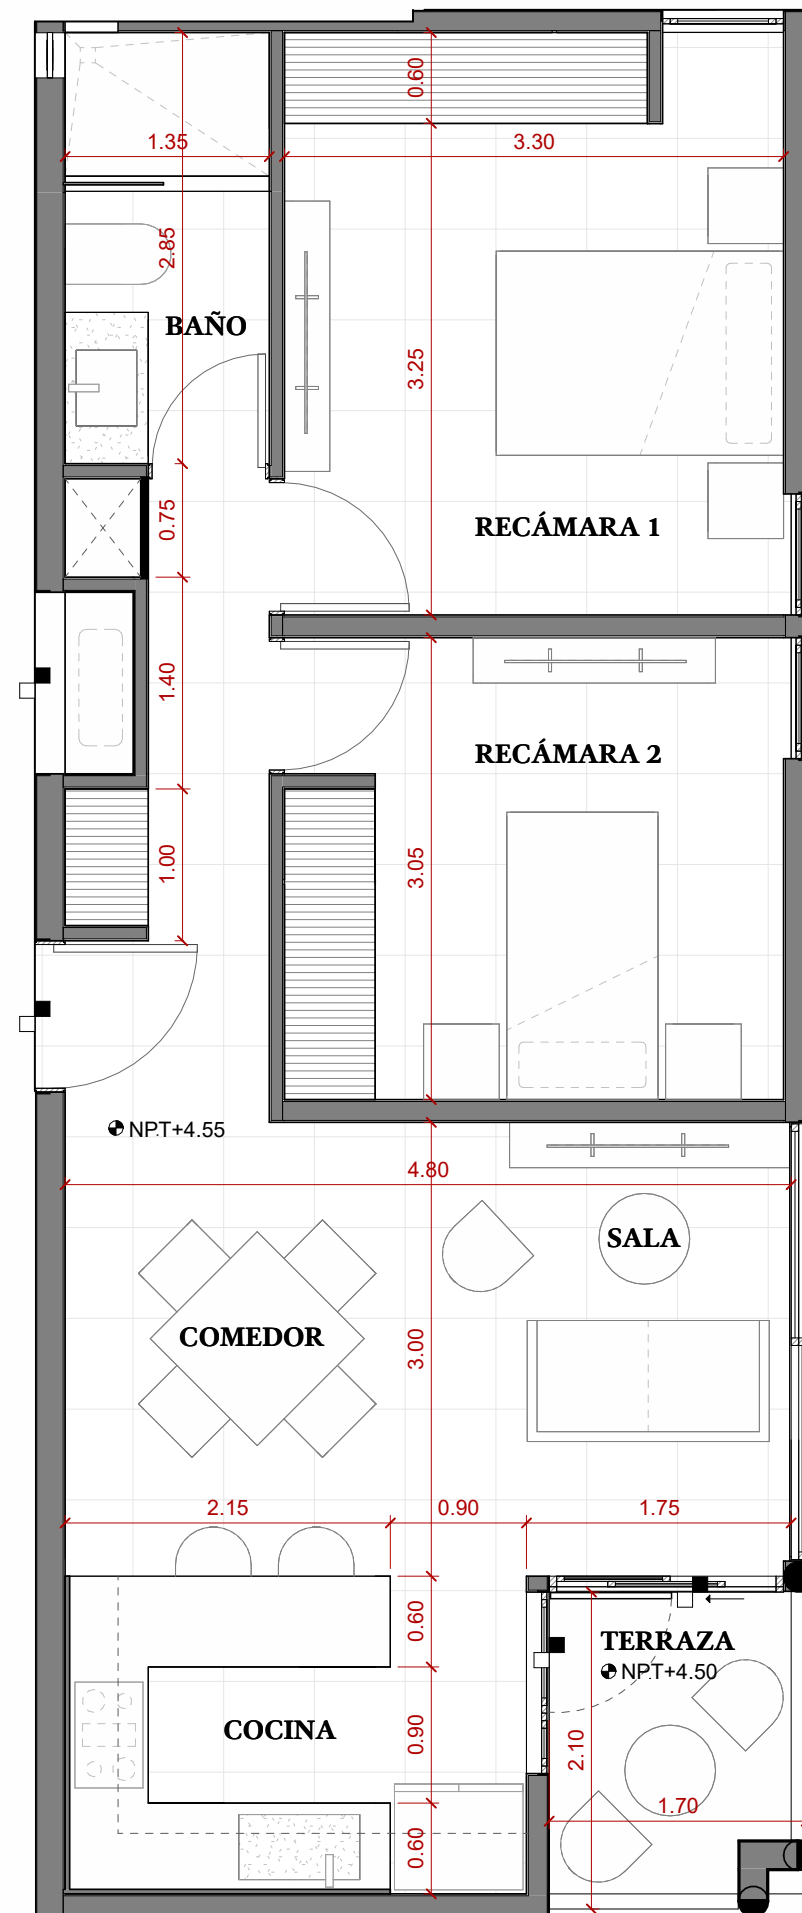 0.60
1.35
3.30
2.85
BAÑO
3.25
0.75
RECÁMARA 1
1.40
RECÁMARA 2
1.00
3.05
NPT+4.55
4.80
SALA
COMEDOR
3.00
2.15
0.90
1.75
0.60
TERRAZA
NPT+4.50
COCINA
0.90
2.10
1.70
0.60